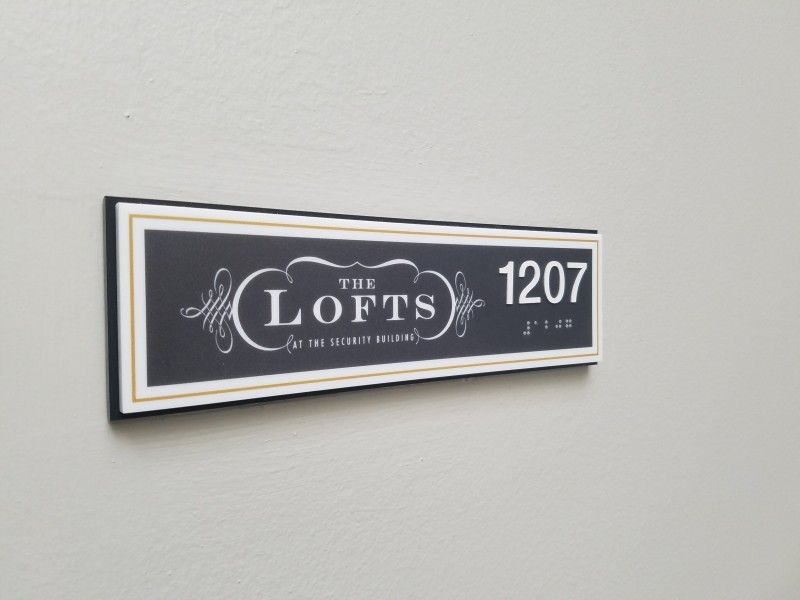 THE
LOFTS
AT THE SECURITY BUILDING
1207
⠼⠁⠃⠚⠛